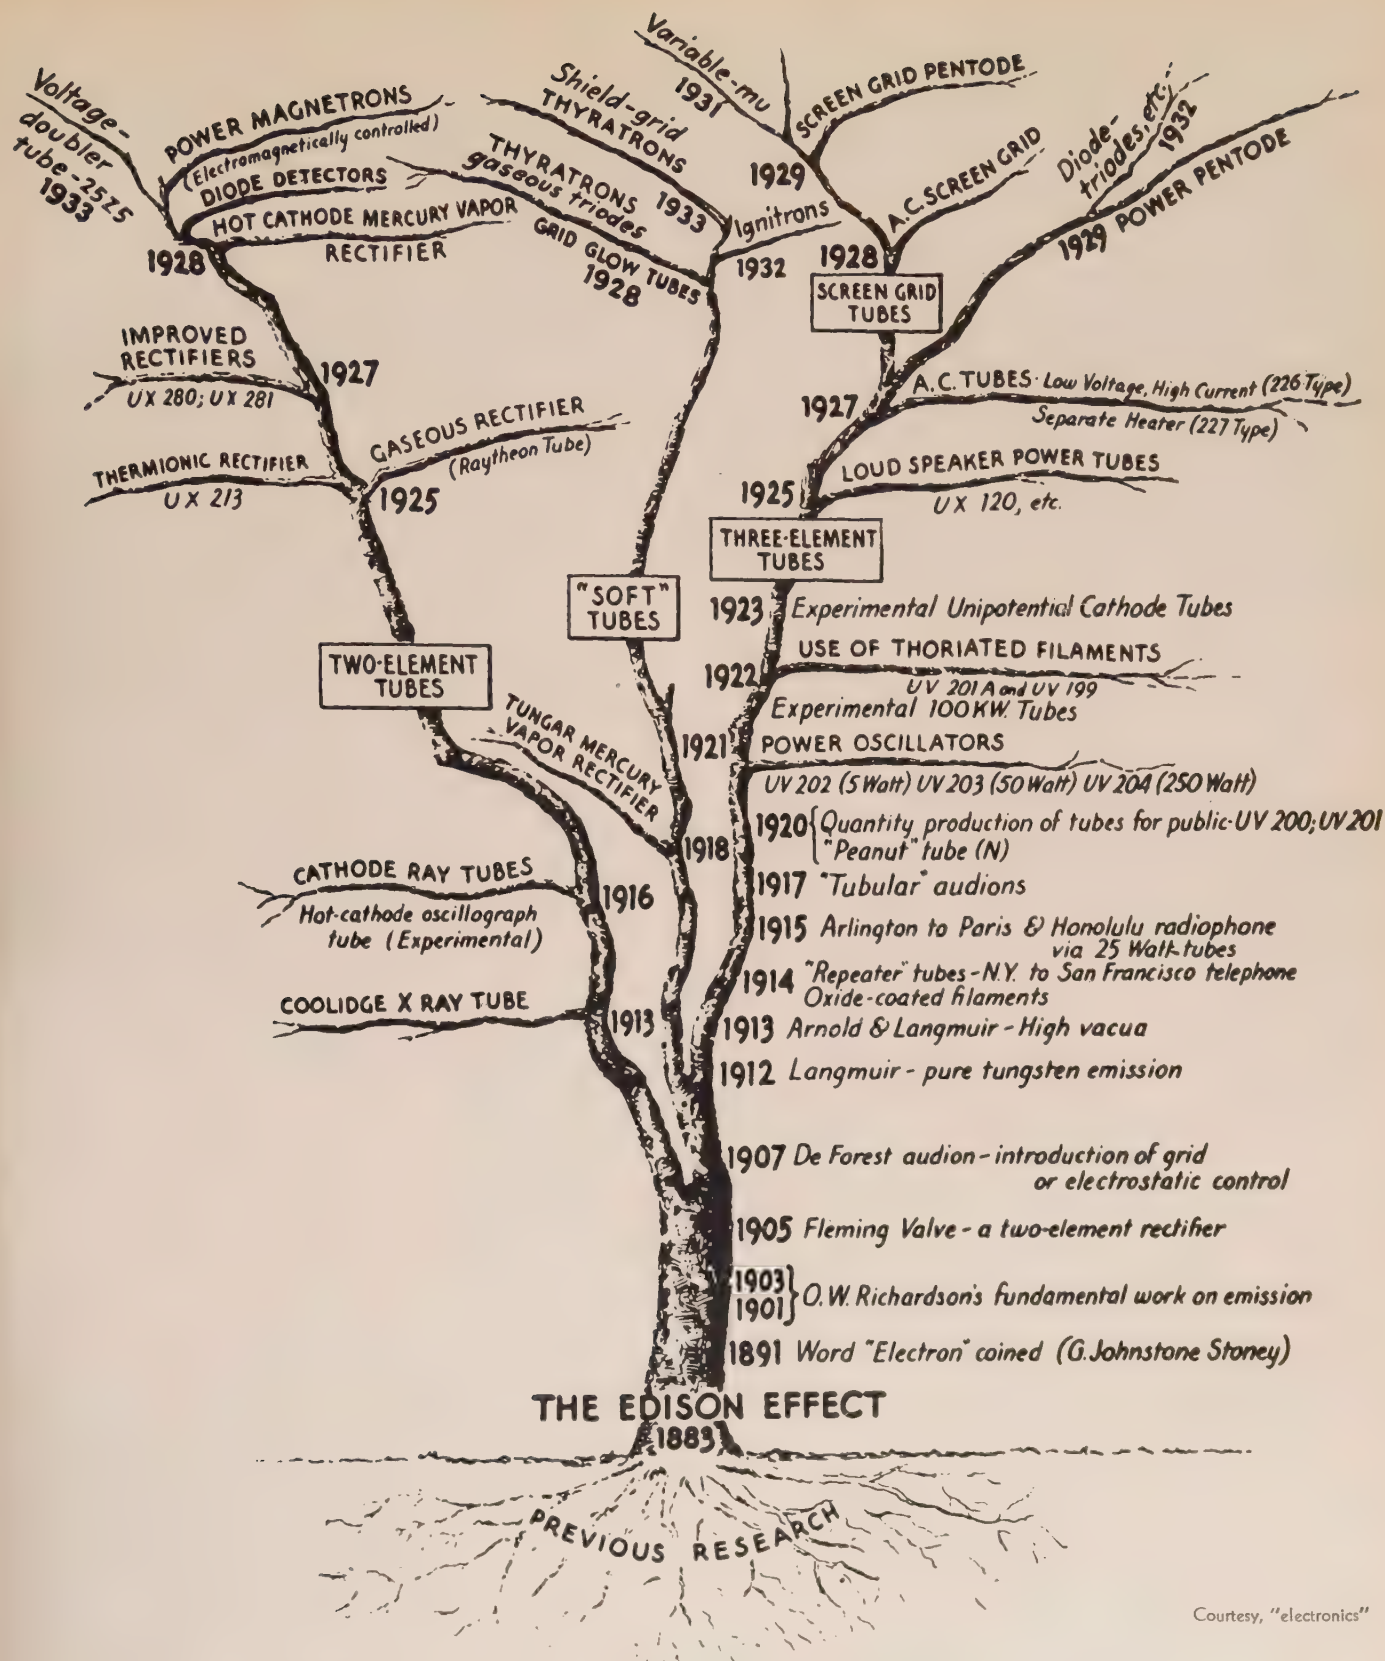 Voltage-
doubler
tube-25Z5
1933
POWER MAGNETRONS
(Electromagnetically controlled)
DIODE DETECTORS
HOT CATHODE MERCURY VAPOR
RECTIFIER
1928
IMPROVED
RECTIFIERS
UX 280; UX 281
1927
GASEOUS RECTIFIER
(Raytheon Tube)
THERMIONIC RECTIFIER
UX 213
1925
TWO-ELEMENT
TUBES
CATHODE RAY TUBES
Hot-cathode oscillograph
tube (Experimental)
1916
COOLIDGE X RAY TUBE
1913
Shield-grid
THYRATRONS
1933
THYRATRONS
gaseous triodes
GRID GLOW TUBES
1928
Ignitrons
1932
"SOFT"
TUBES
TUNGAR MERCURY
VAPOR RECTIFIER
1918
Variable-mu
1931
SCREEN GRID PENTODE
1929
A.C. SCREEN GRID
1928
SCREEN GRID
TUBES
Diode-
triodes, etc.
1932
1929 POWER PENTODE
A.C. TUBES· Low Voltage, High Current (226 Type)
1927
Separate Heater (227 Type)
LOUD SPEAKER POWER TUBES
1925
UX 120, etc.
THREE-ELEMENT
TUBES
1923 Experimental Unipotential Cathode Tubes
USE OF THORIATED FILAMENTS
1922
UV 201A and UV 199
Experimental 100 KW. Tubes
1921 POWER OSCILLATORS
UV 202 (5 Watt) UV 203 (50 Watt) UV 204 (250 Watt)
1920 { Quantity production of tubes for public-UV 200; UV 201
"Peanut" tube (N)
1917 "Tubular" audions
1915 Arlington to Paris & Honolulu radiophone
via 25 Watt-tubes
1914 "Repeater" tubes-N.Y. to San Francisco telephone
Oxide-coated filaments
1913 Arnold & Langmuir - High vacua
1912 Langmuir - pure tungsten emission
1907 De Forest audion - introduction of grid
or electrostatic control
1905 Fleming Valve - a two-element rectifier
1903
1901 } O.W. Richardson's fundamental work on emission
1891 Word "Electron" coined (G. Johnstone Stoney)
THE EDISON EFFECT
1883
PREVIOUS RESEARCH
Courtesy, "electronics"